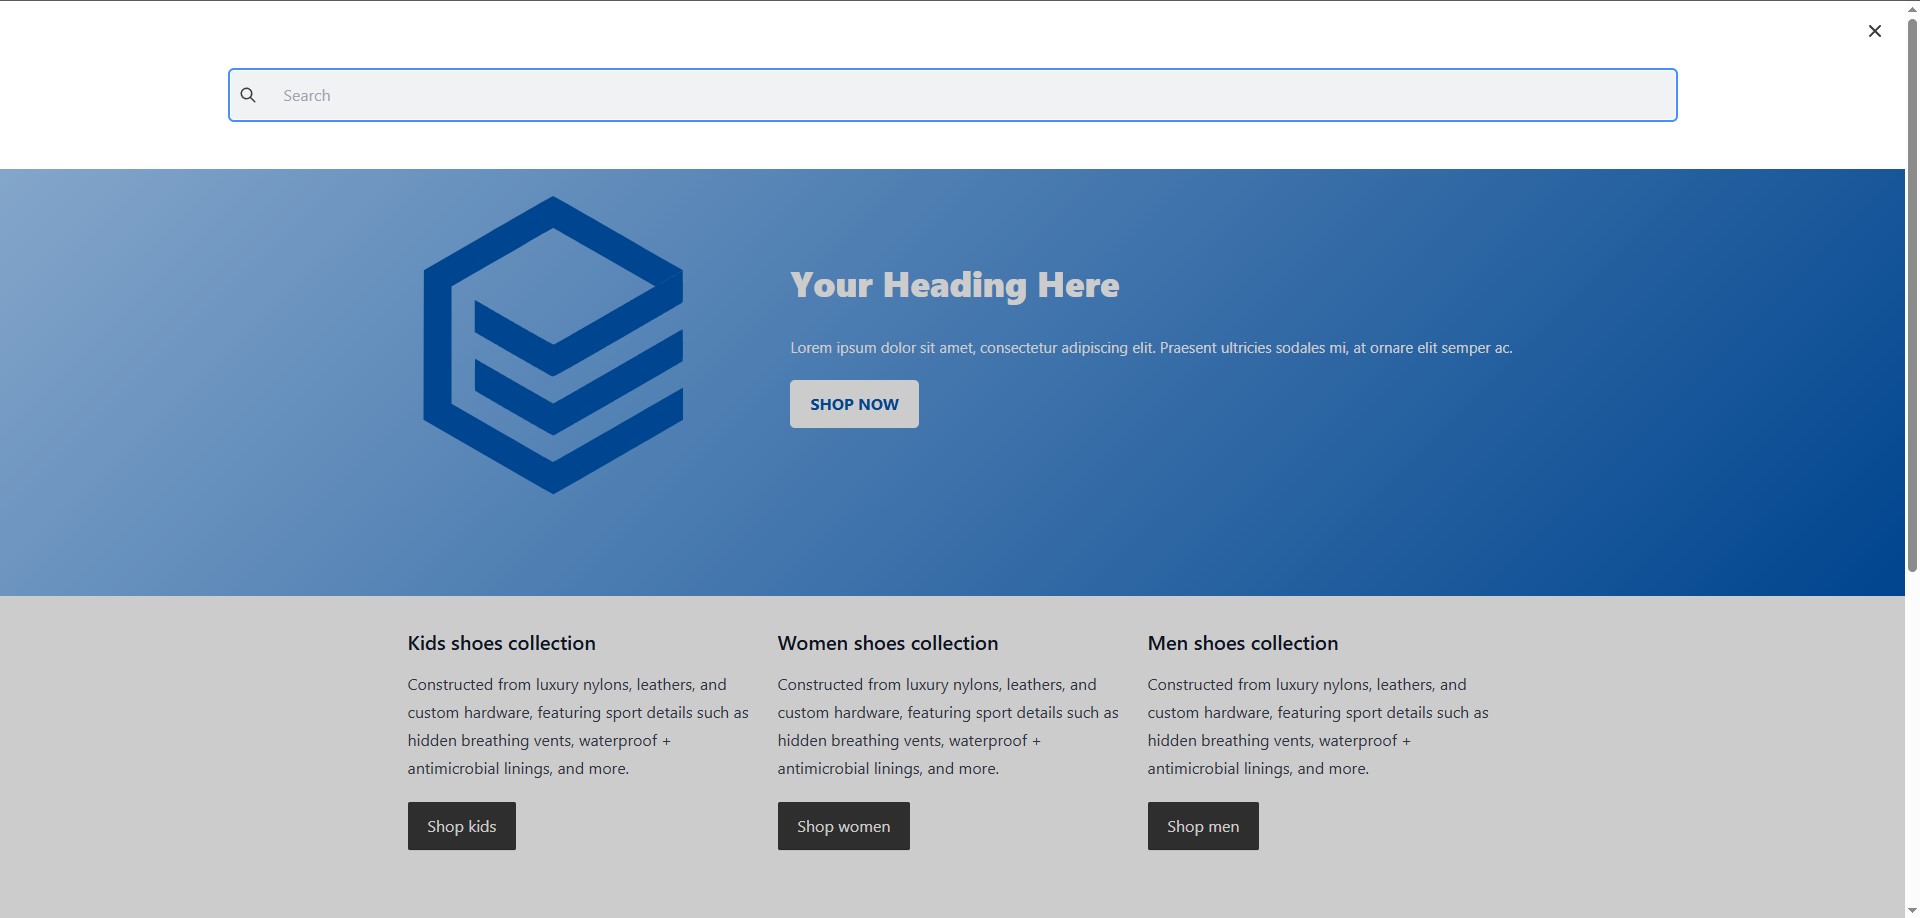 Search
Your Heading Here
Lorem ipsum dolor sit amet, consectetur adipiscing elit. Praesent ultricies sodales mi, at ornare elit semper ac.
SHOP NOW
Kids shoes collection
Constructed from luxury nylons, leathers, and
custom hardware, featuring sport details such as
hidden breathing vents, waterproof +
antimicrobial linings, and more.
Shop kids
Women shoes collection
Constructed from luxury nylons, leathers, and
custom hardware, featuring sport details such as
hidden breathing vents, waterproof +
antimicrobial linings, and more.
Shop women
Men shoes collection
Constructed from luxury nylons, leathers, and
custom hardware, featuring sport details such as
hidden breathing vents, waterproof +
antimicrobial linings, and more.
Shop men